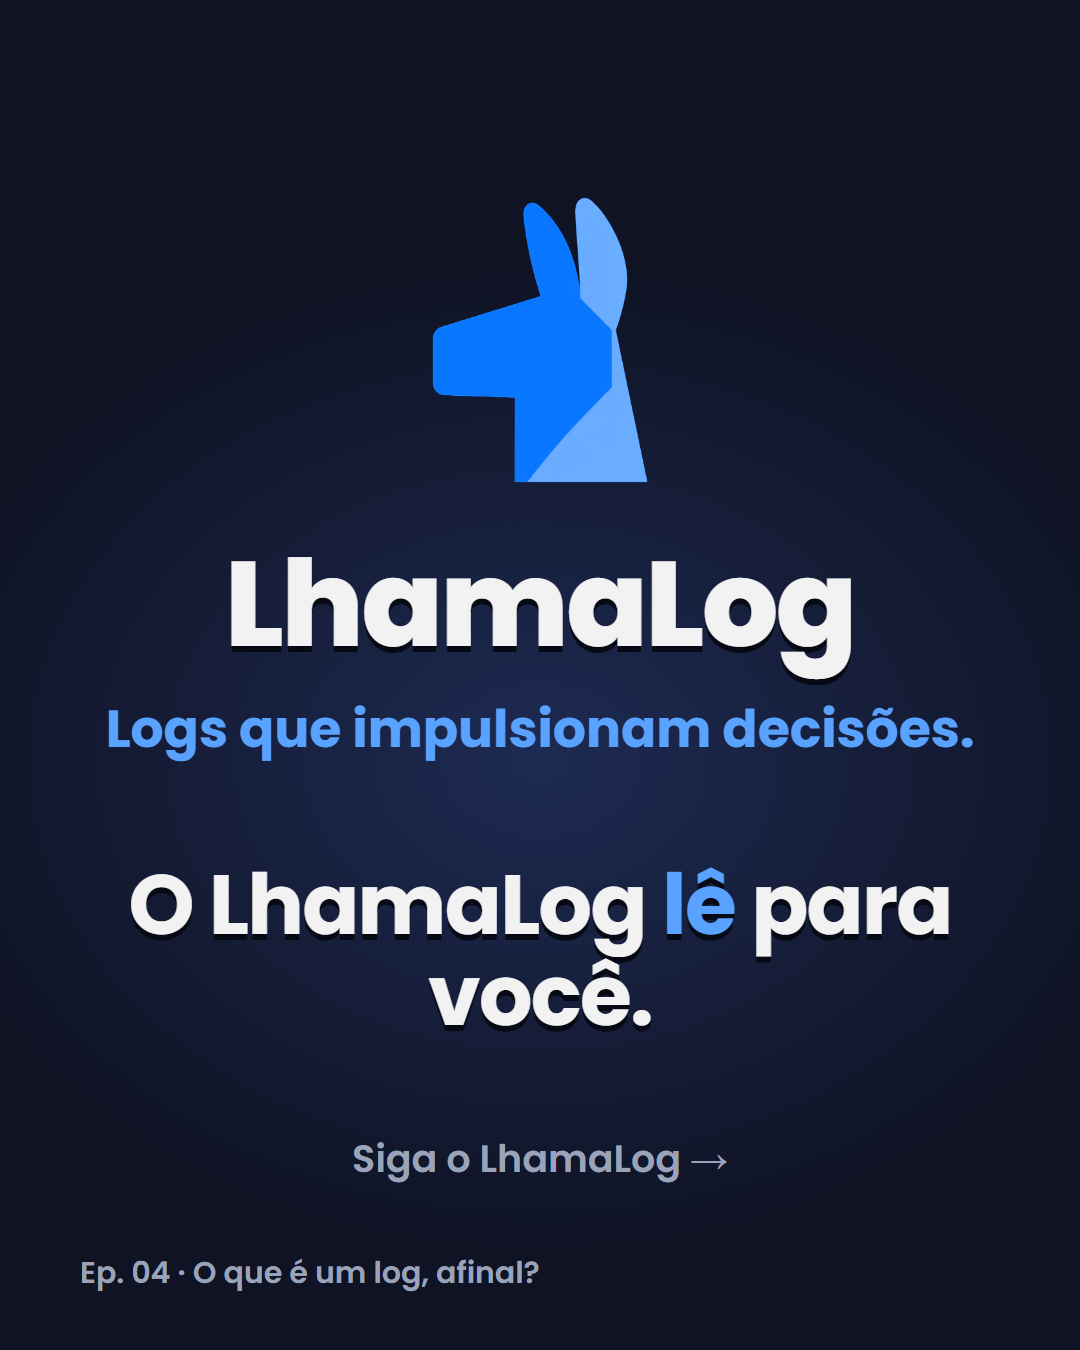 LhamaLog
Logs que impulsionam decisões.
O LhamaLog lê para
você.
Siga o LhamaLog →
Ep. 04 · O que é um log, afinal?